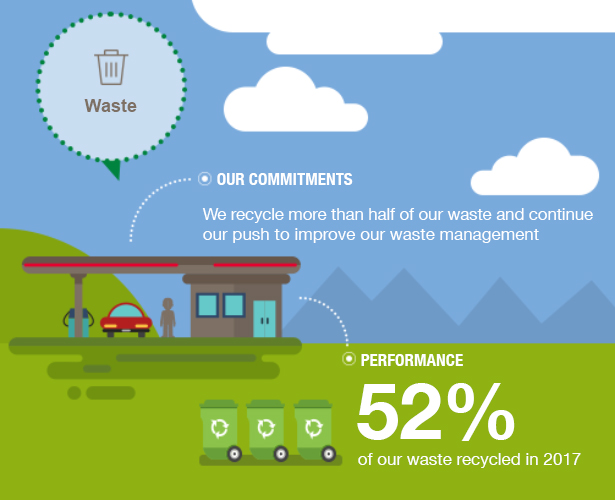 Waste
OUR COMMITMENTS
We recycle more than half of our waste and continue
our push to improve our waste management
PERFORMANCE
52%
of our waste recycled in 2017